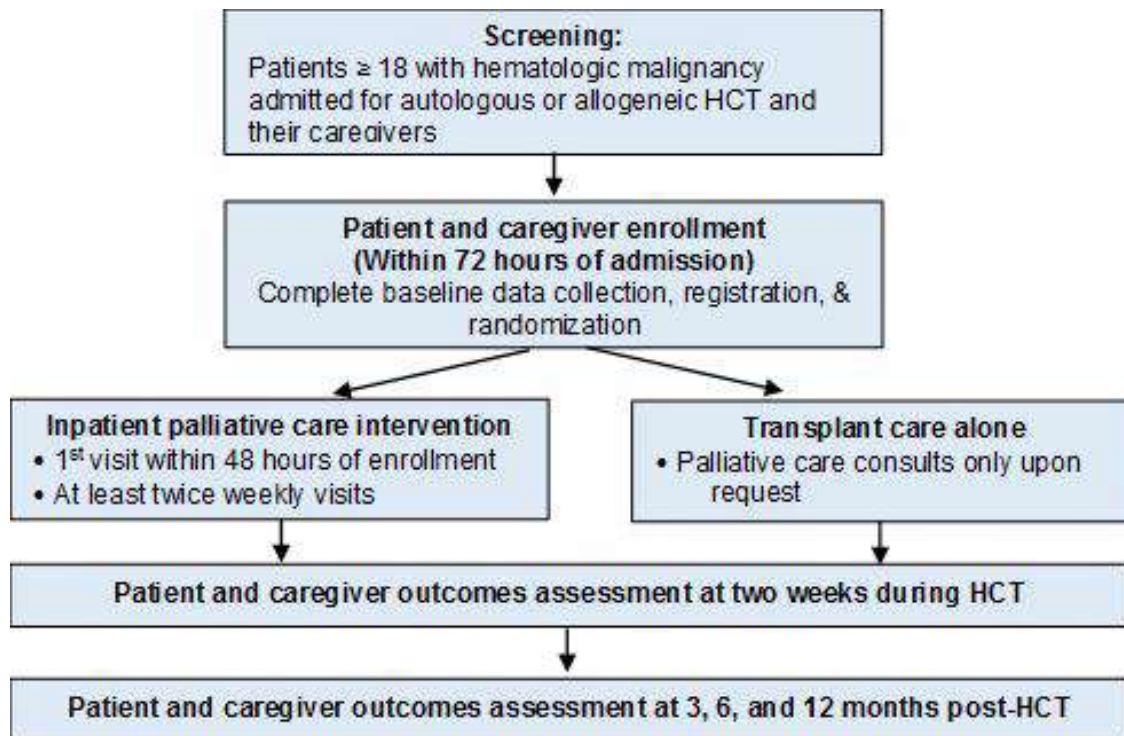 Screening:
Patients ≥ 18 with hematologic malignancy
admitted for autologous or allogeneic HCT and
their caregivers
Patient and caregiver enrollment
(Within 72 hours of admission)
Complete baseline data collection, registration, &
randomization
Inpatient palliative care intervention
• 1st visit within 48 hours of enrollment
• At least twice weekly visits
Transplant care alone
• Palliative care consults only upon
request
Patient and caregiver outcomes assessment at two weeks during HCT
Patient and caregiver outcomes assessment at 3, 6, and 12 months post-HCT